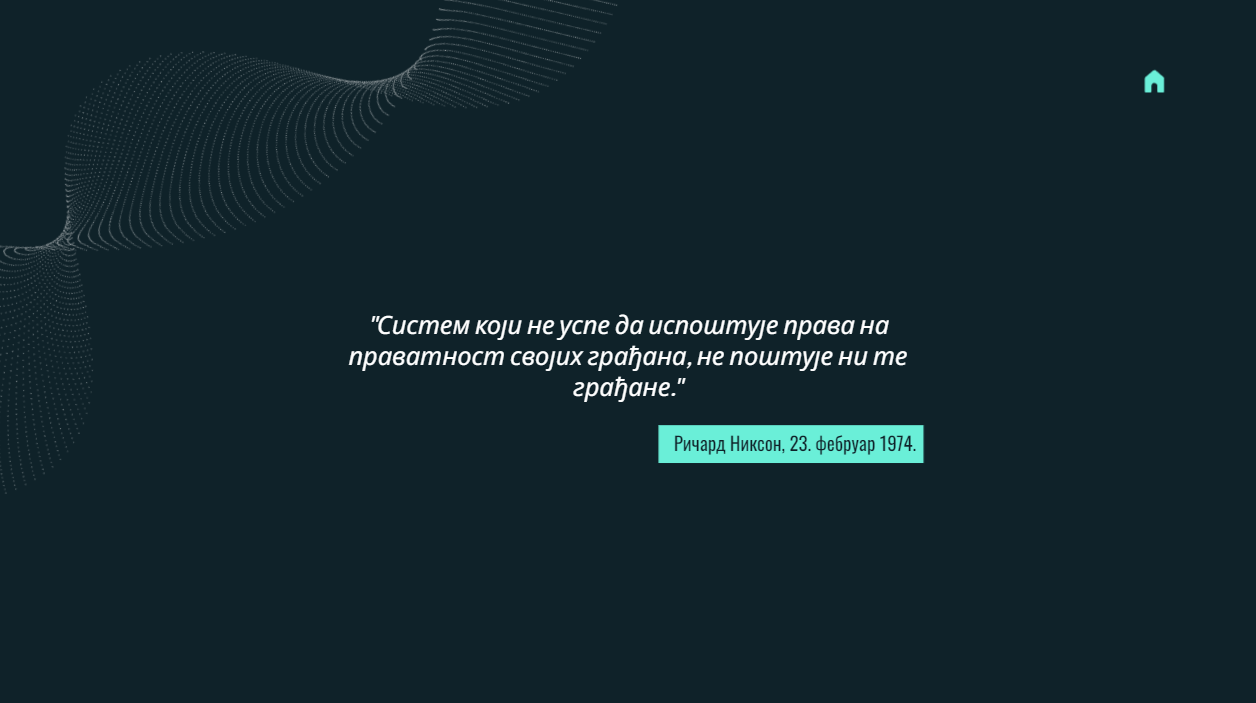 "Систем који не успе да испоштује права на
праватност својих грађана, не поштује ни те
грађане."
Ричард Никсон, 23. фебруар 1974.